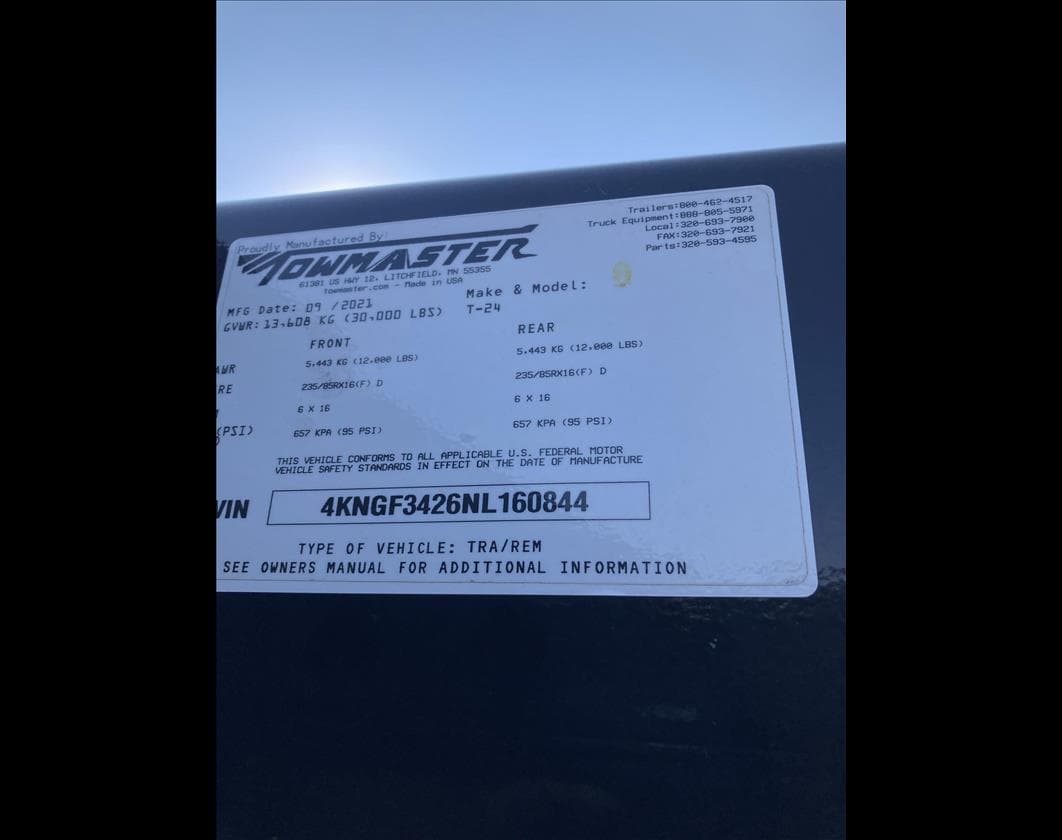 Proudly Manufactured By:
TOWMASTER
61381 US HWY 12, LITCHFIELD, MN 55355
towmaster.com - Made in USA
Trailers:800-462-4517
Truck Equipment:888-805-5971
Local:320-693-7900
FAX:320-693-7921
Parts:320-593-4595
MFG Date: 09 /2021
GVWR: 13,608 KG (30,000 LBS)
Make & Model:
T-24
FRONT REAR
AWR 5,443 KG (12,000 LBS) 5,443 KG (12,000 LBS)
RE 235/85RX16(F) D 235/85RX16(F) D
6 X 16 6 X 16
(PSI) 657 KPA (95 PSI) 657 KPA (95 PSI)
THIS VEHICLE CONFORMS TO ALL APPLICABLE U.S. FEDERAL MOTOR
VEHICLE SAFETY STANDARDS IN EFFECT ON THE DATE OF MANUFACTURE
VIN 4KNGF3426NL160844
TYPE OF VEHICLE: TRA/REM
SEE OWNERS MANUAL FOR ADDITIONAL INFORMATION